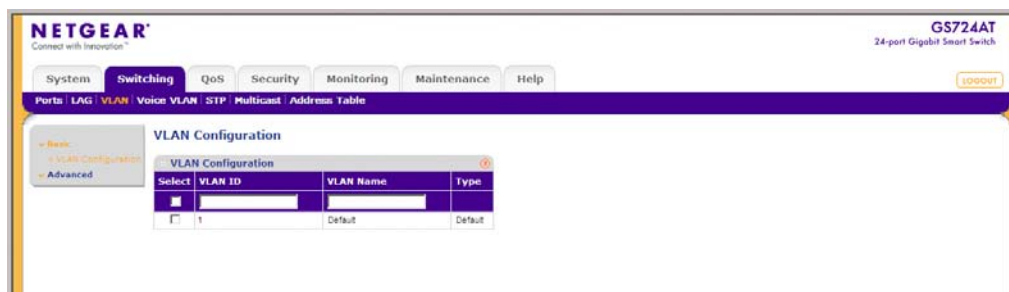 NETGEAR
Connect with Innovation™
GS724AT
24-port Gigabit Smart Switch
System Switching QoS Security Monitoring Maintenance Help
LOGOUT
Ports LAG VLAN Voice VLAN STP Multicast Address Table
Basic
VLAN Configuration
Advanced
VLAN Configuration
VLAN Configuration
Select VLAN ID VLAN Name Type
1 Default Default